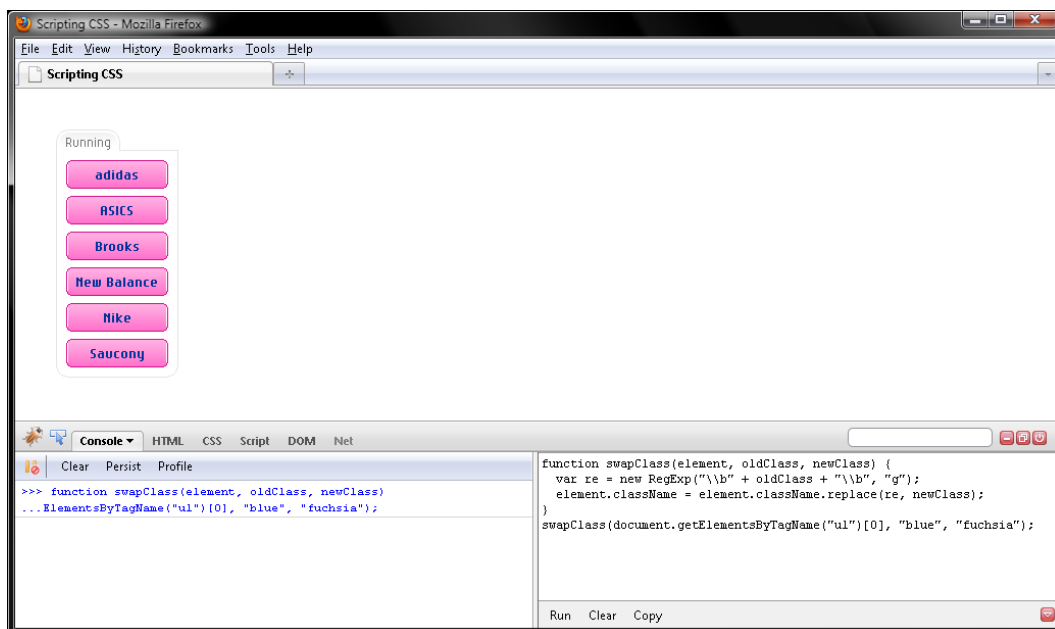 Scripting CSS - Mozilla Firefox
File Edit View History Bookmarks Tools Help
Scripting CSS
Running
adidas
ASICS
Brooks
New Balance
Nike
Saucony
Console HTML CSS Script DOM Net
Clear Persist Profile
>>> function swapClass(element, oldClass, newClass)
...ElementsByTagName("ul")[0], "blue", "fuchsia");
function swapClass(element, oldClass, newClass) {
  var re = new RegExp("\\b" + oldClass + "\\b", "g");
  element.className = element.className.replace(re, newClass);
}
swapClass(document.getElementsByTagName("ul")[0], "blue", "fuchsia");
Run Clear Copy